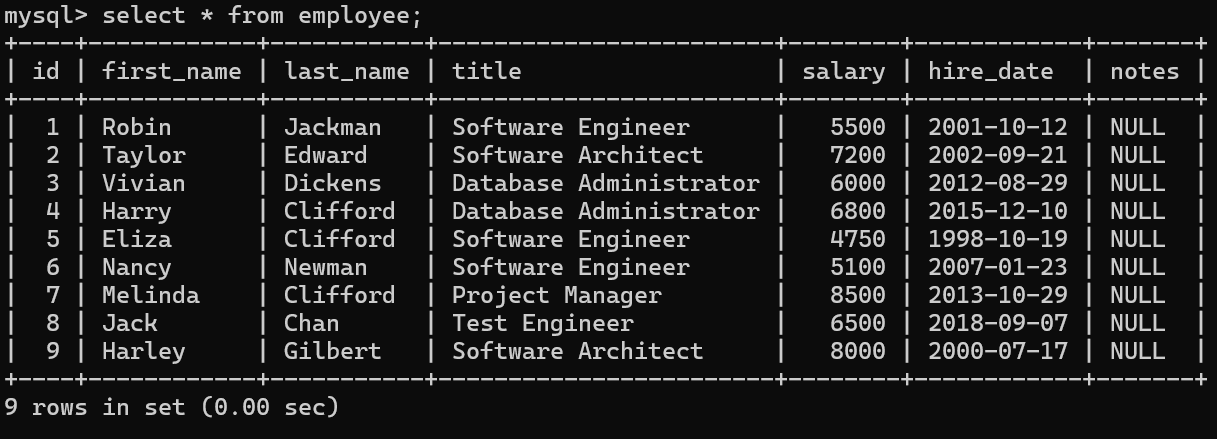 mysql> select * from employee;
+----+------------+-----------+------------------------+--------+------------+-------+
| id | first_name | last_name | title                  | salary | hire_date  | notes |
+----+------------+-----------+------------------------+--------+------------+-------+
|  1 | Robin      | Jackman   | Software Engineer      |   5500 | 2001-10-12 | NULL  |
|  2 | Taylor     | Edward    | Software Architect     |   7200 | 2002-09-21 | NULL  |
|  3 | Vivian     | Dickens   | Database Administrator |   6000 | 2012-08-29 | NULL  |
|  4 | Harry      | Clifford  | Database Administrator |   6800 | 2015-12-10 | NULL  |
|  5 | Eliza      | Clifford  | Software Engineer      |   4750 | 1998-10-19 | NULL  |
|  6 | Nancy      | Newman    | Software Engineer      |   5100 | 2007-01-23 | NULL  |
|  7 | Melinda    | Clifford  | Project Manager        |   8500 | 2013-10-29 | NULL  |
|  8 | Jack       | Chan      | Test Engineer          |   6500 | 2018-09-07 | NULL  |
|  9 | Harley     | Gilbert   | Software Architect     |   8000 | 2000-07-17 | NULL  |
+----+------------+-----------+------------------------+--------+------------+-------+
9 rows in set (0.00 sec)